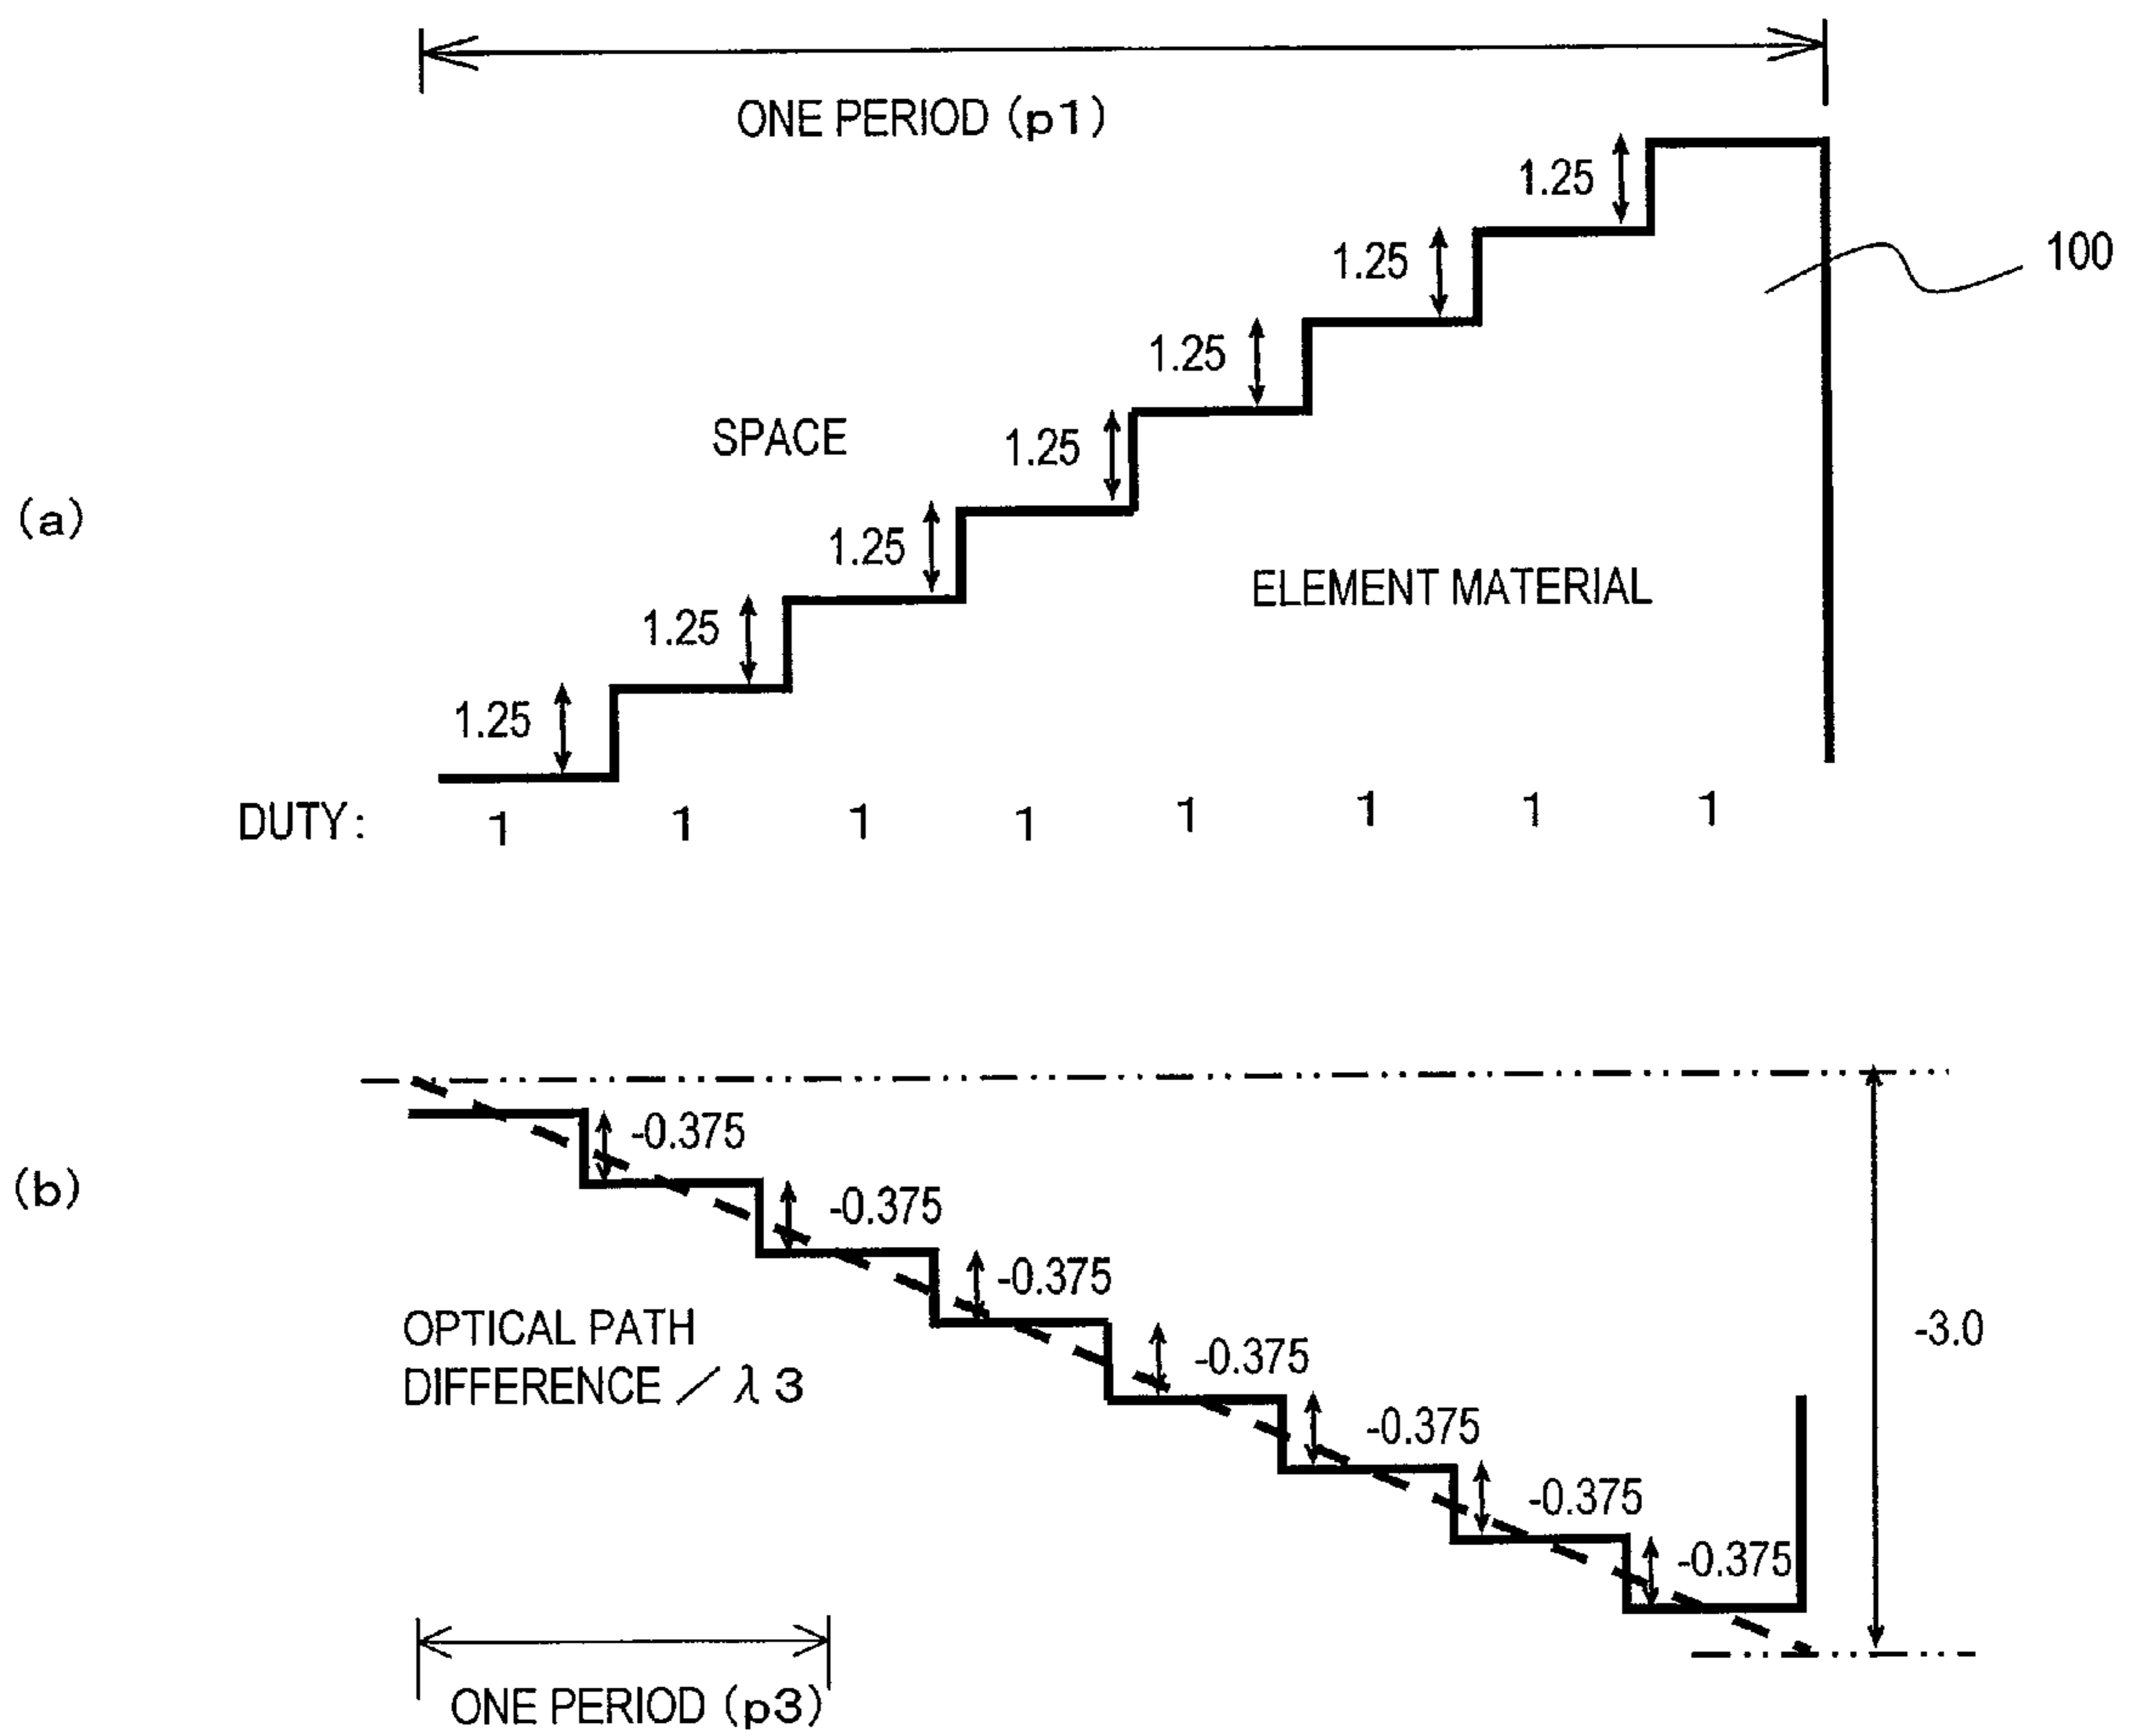 ONE PERIOD (p1)
1.25
100
1.25
1.25
SPACE
1.25
(a)
1.25
ELEMENT MATERIAL
1.25
1.25
DUTY: 1 1 1 1 1 1 1 1
-0.375
(b)
-0.375
-0.375
OPTICAL PATH
DIFFERENCE／λ3
-0.375
-3.0
-0.375
-0.375
-0.375
ONE PERIOD (p3)